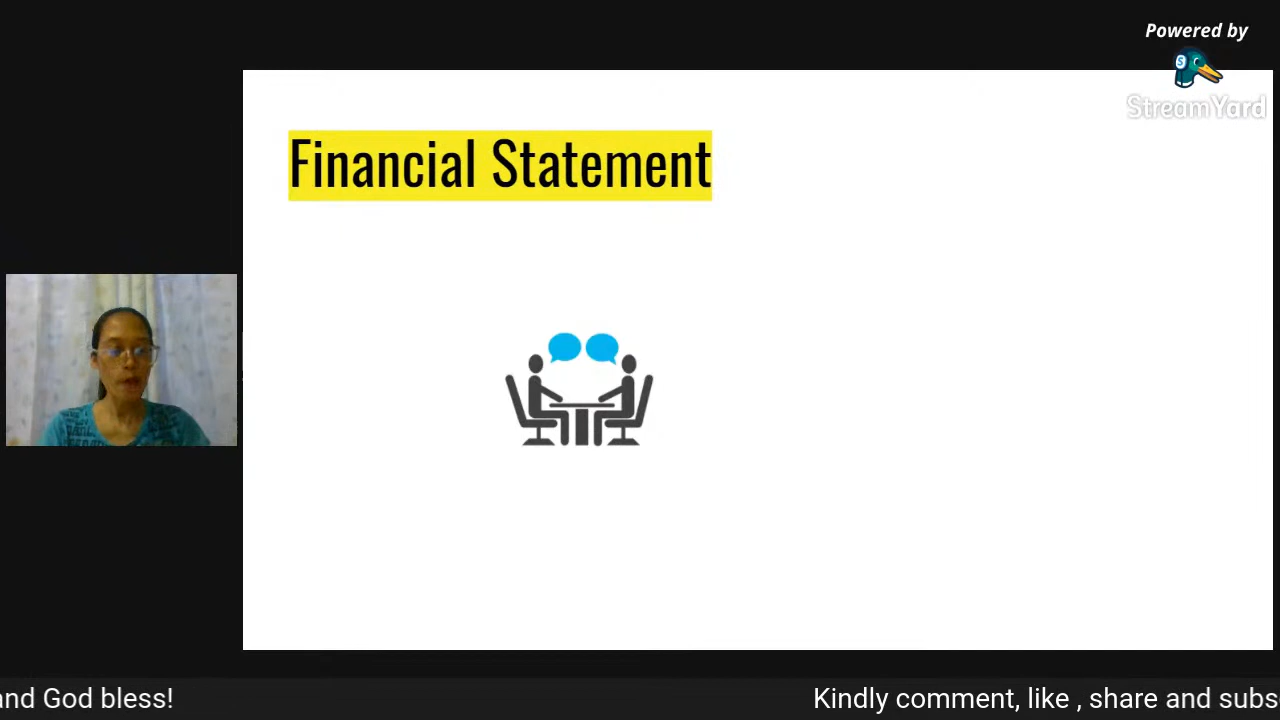 Powered by
StreamYard
Financial Statement
and God bless!
Kindly comment, like , share and subs